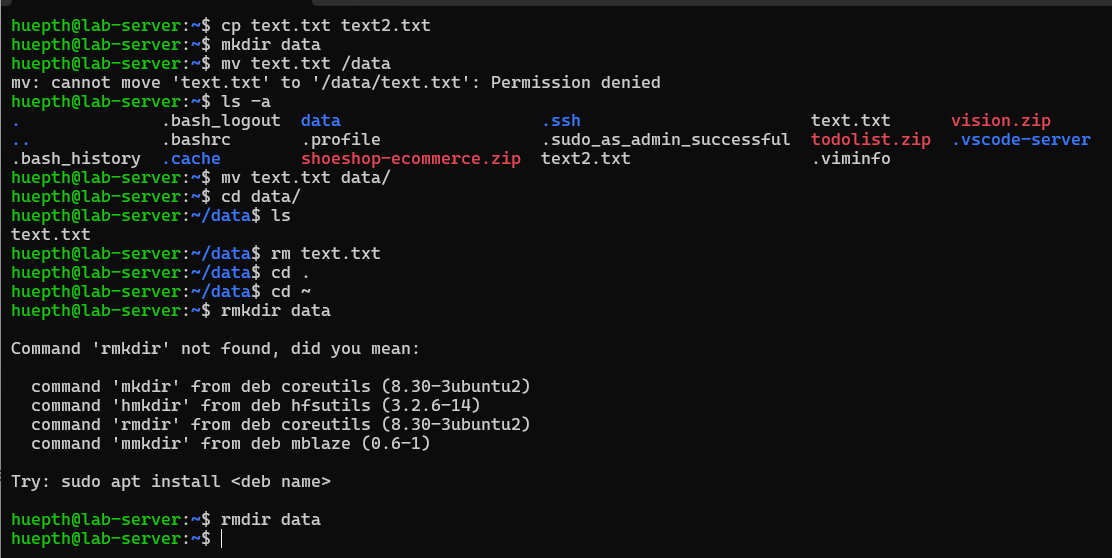 huepth@lab-server:~$ cp text.txt text2.txt
huepth@lab-server:~$ mkdir data
huepth@lab-server:~$ mv text.txt /data
mv: cannot move 'text.txt' to '/data/text.txt': Permission denied
huepth@lab-server:~$ ls -a
.              .bash_logout  data                   .ssh                       text.txt      vision.zip
..             .bashrc       .profile               .sudo_as_admin_successful  todolist.zip  .vscode-server
.bash_history  .cache        shoeshop-ecommerce.zip  text2.txt                  .viminfo
huepth@lab-server:~$ mv text.txt data/
huepth@lab-server:~$ cd data/
huepth@lab-server:~/data$ ls
text.txt
huepth@lab-server:~/data$ rm text.txt
huepth@lab-server:~/data$ cd .
huepth@lab-server:~/data$ cd ~
huepth@lab-server:~$ rmkdir data

Command 'rmkdir' not found, did you mean:

  command 'mkdir' from deb coreutils (8.30-3ubuntu2)
  command 'hmkdir' from deb hfsutils (3.2.6-14)
  command 'rmdir' from deb coreutils (8.30-3ubuntu2)
  command 'mmkdir' from deb mblaze (0.6-1)

Try: sudo apt install <deb name>

huepth@lab-server:~$ rmdir data
huepth@lab-server:~$